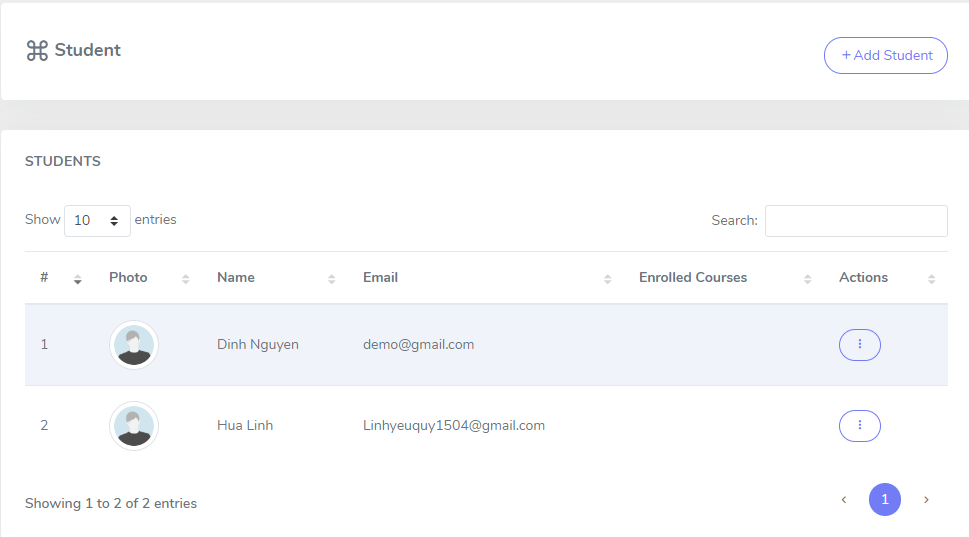 Student
+ Add Student
STUDENTS
Show 10 entries
Search:
# Photo Name Email Enrolled Courses Actions
1 Dinh Nguyen demo@gmail.com
2 Hua Linh Linhyeuquy1504@gmail.com
Showing 1 to 2 of 2 entries
‹ 1 ›